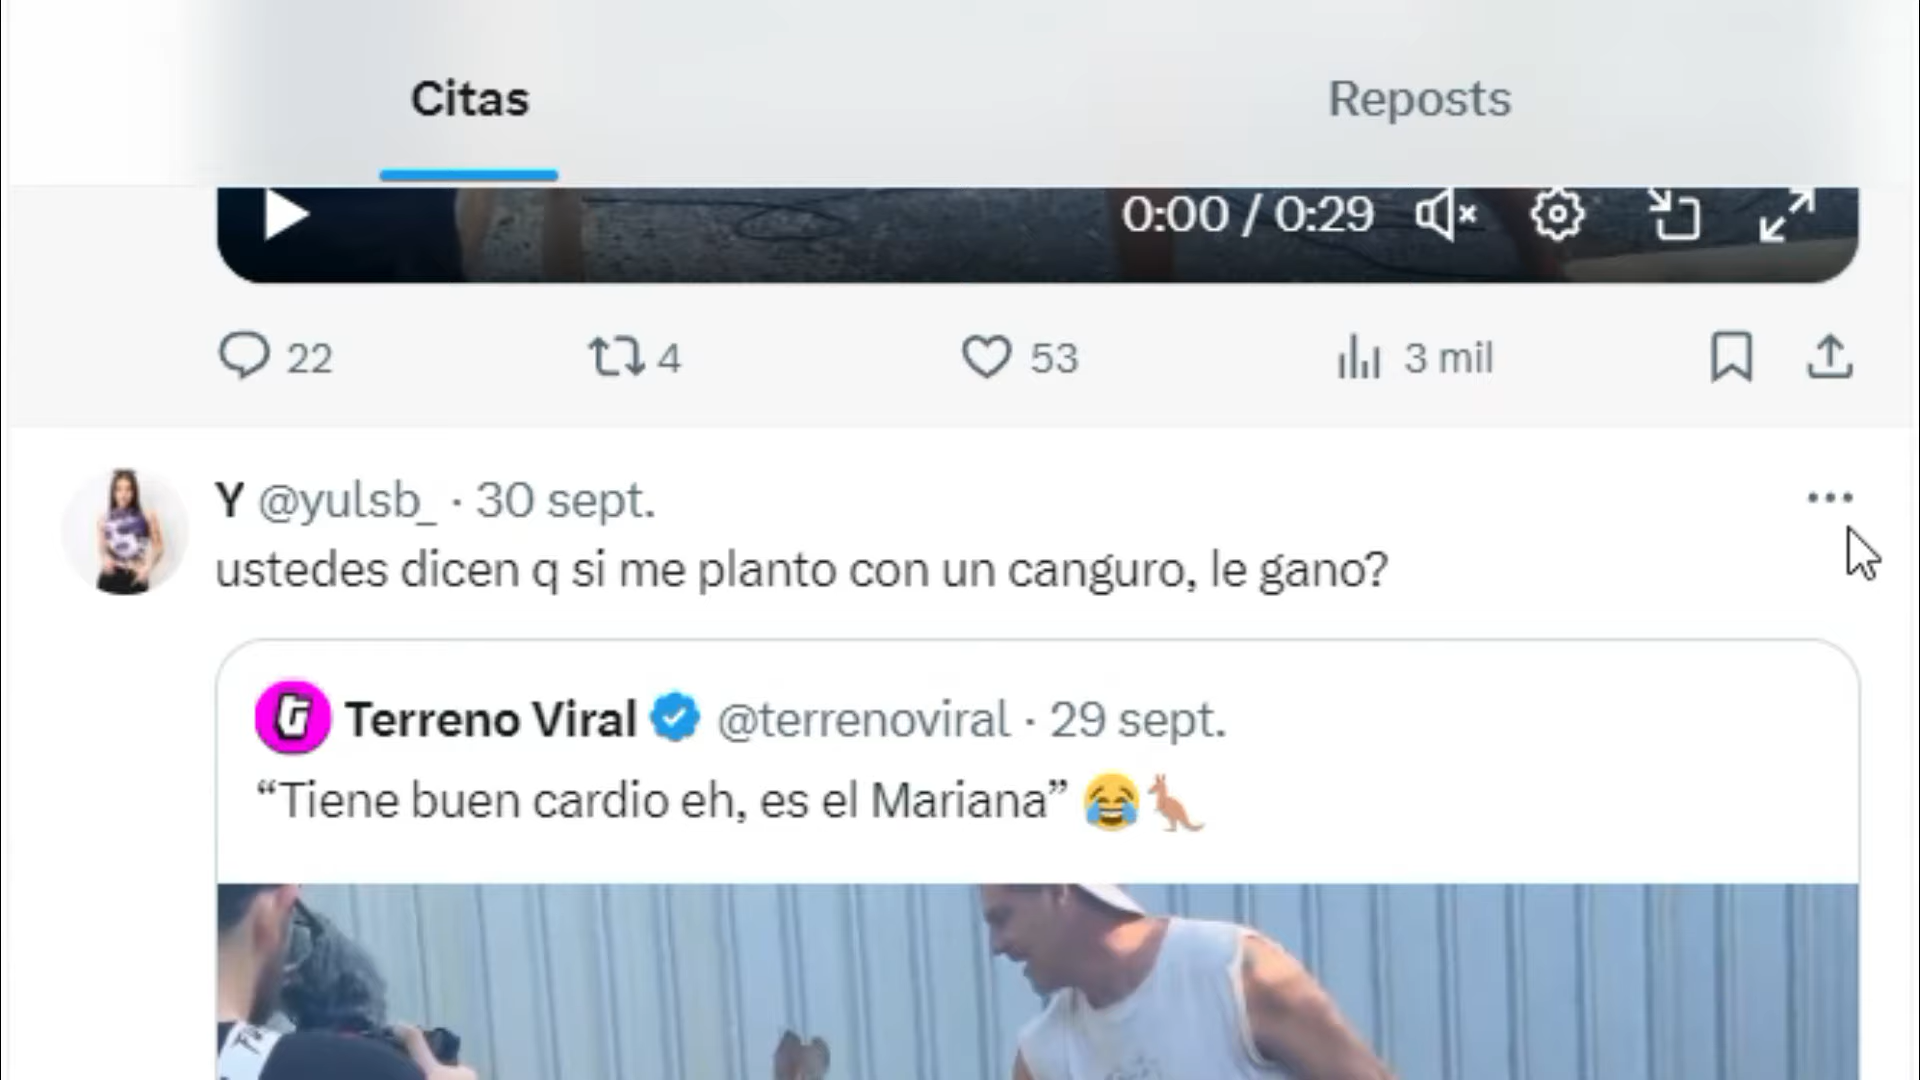 Citas
Reposts
0:00 / 0:29
22
4
53
3 mil
Y @yulsb_ · 30 sept.
ustedes dicen q si me planto con un canguro, le gano?
Terreno Viral @terrenoviral · 29 sept.
“Tiene buen cardio eh, es el Mariana” 😂🦘